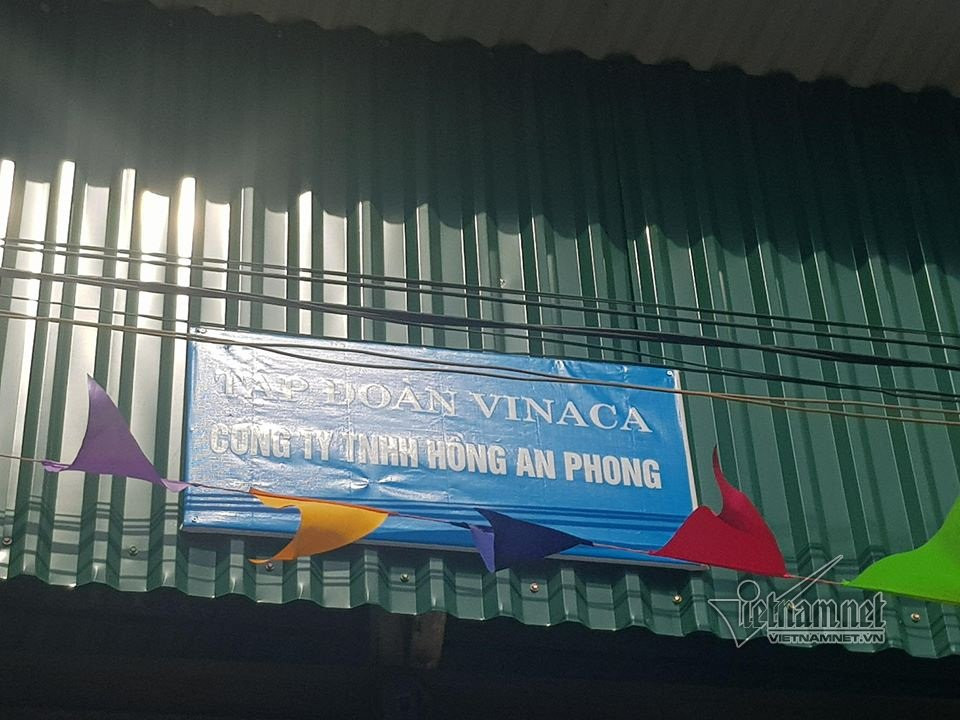 TẬP ĐOÀN VINACA
CÔNG TY TNHH HỒNG AN PHONG
Vietnamnet
VIETNAMNET.VN